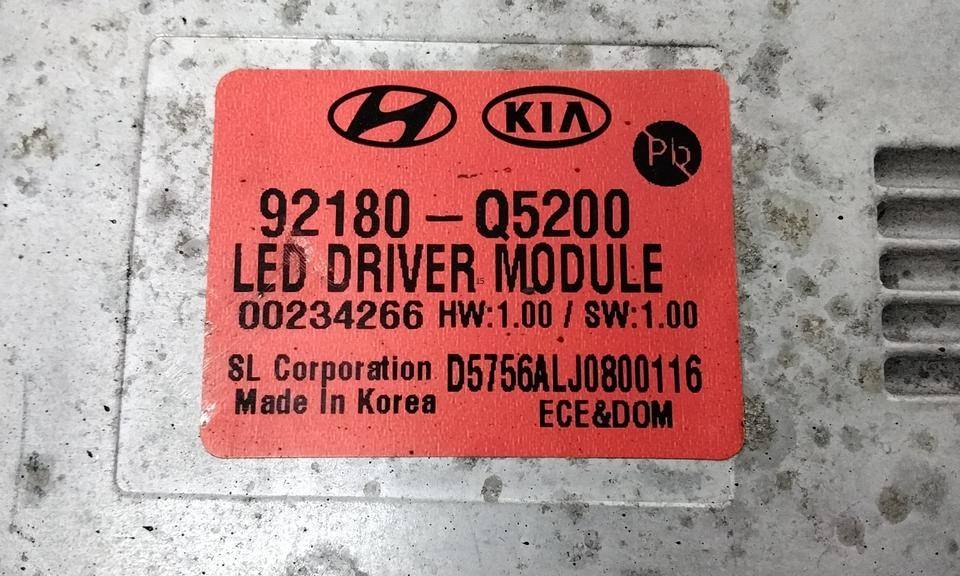 KIA
Pb
92180-Q5200
LED DRIVER MODULE
00234266 HW:1.00 / SW:1.00
SL Corporation D5756ALJ0800116
Made In Korea ECE&DOM